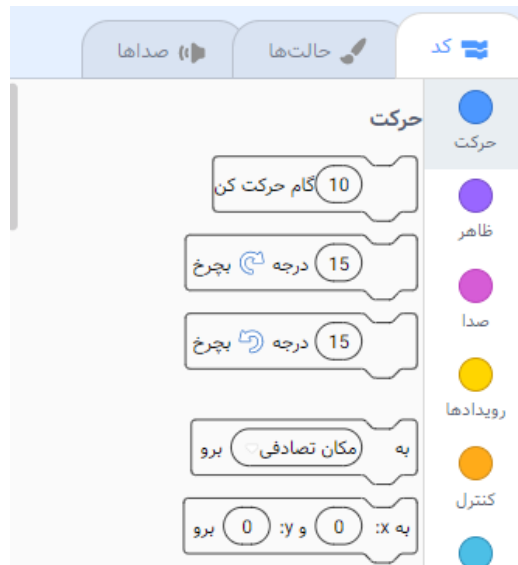 کد
حالت‌ها
صداها
حرکت
ظاهر
صدا
رویدادها
کنترل
حرکت
10 گام حرکت کن
15 درجه بچرخ
15 درجه بچرخ
به مکان تصادفی برو
به x: 0 و y: 0 برو